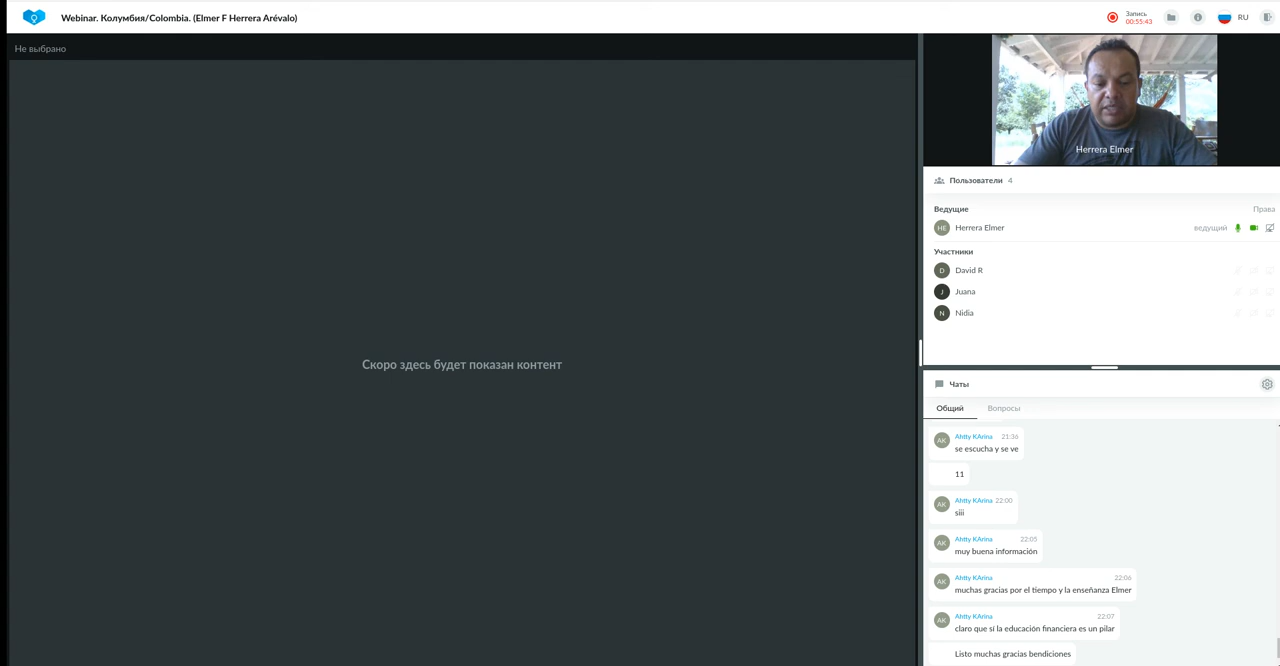 Webinar. Колумбия/Colombia. (Elmer F Herrera Arévalo)
Запись
00:55:43
RU
Не выбрано
Скоро здесь будет показан контент
Herrera Elmer
Пользователи 4
Ведущие Права
HE Herrera Elmer ведущий
Участники
D David R
J Juana
N Nidia
Чаты
Общий Вопросы
AK Ahtty KArina 21:36
se escucha y se ve
11
AK Ahtty KArina 22:00
siii
AK Ahtty KArina 22:05
muy buena información
AK Ahtty KArina 22:06
muchas gracias por el tiempo y la enseñanza Elmer
AK Ahtty KArina 22:07
claro que sí la educación financiera es un pilar
Listo muchas gracias bendiciones